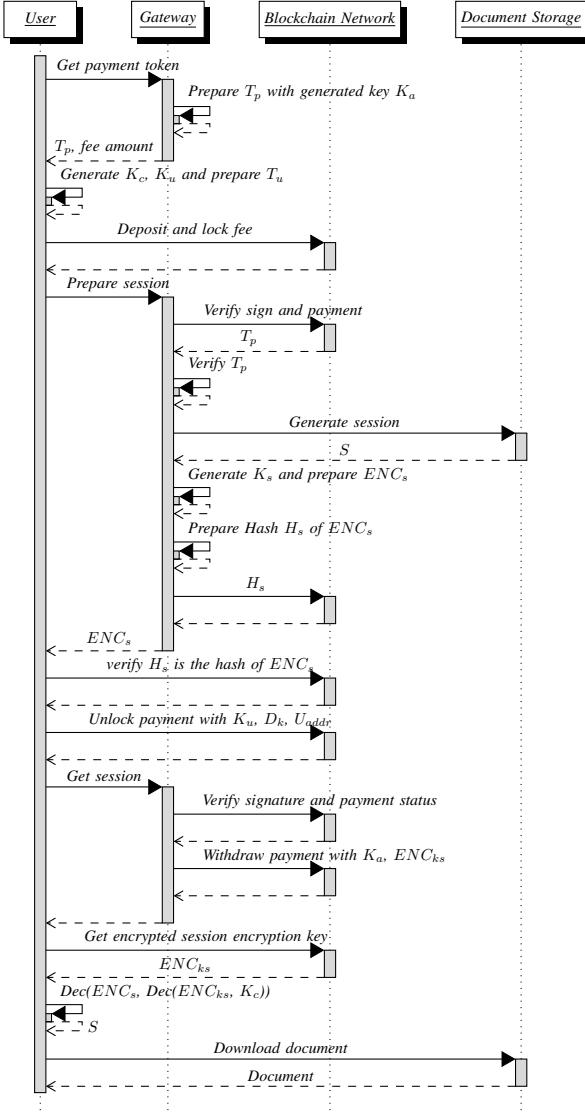 User
Gateway
Blockchain Network
Document Storage
Get payment token
Prepare T_p with generated key K_a
T_p, fee amount
Generate K_c, K_u and prepare T_u
Deposit and lock fee
Prepare session
Verify sign and payment
T_p
Verify T_p
Generate session
S
Generate K_s and prepare ENC_s
Prepare Hash H_s of ENC_s
H_s
ENC_s
verify H_s is the hash of ENC_s
Unlock payment with K_u, D_k, U_addr
Get session
Verify signature and payment status
Withdraw payment with K_a, ENC_ks
Get encrypted session encryption key
ENC_ks
Dec(ENC_s, Dec(ENC_ks, K_c))
S
Download document
Document